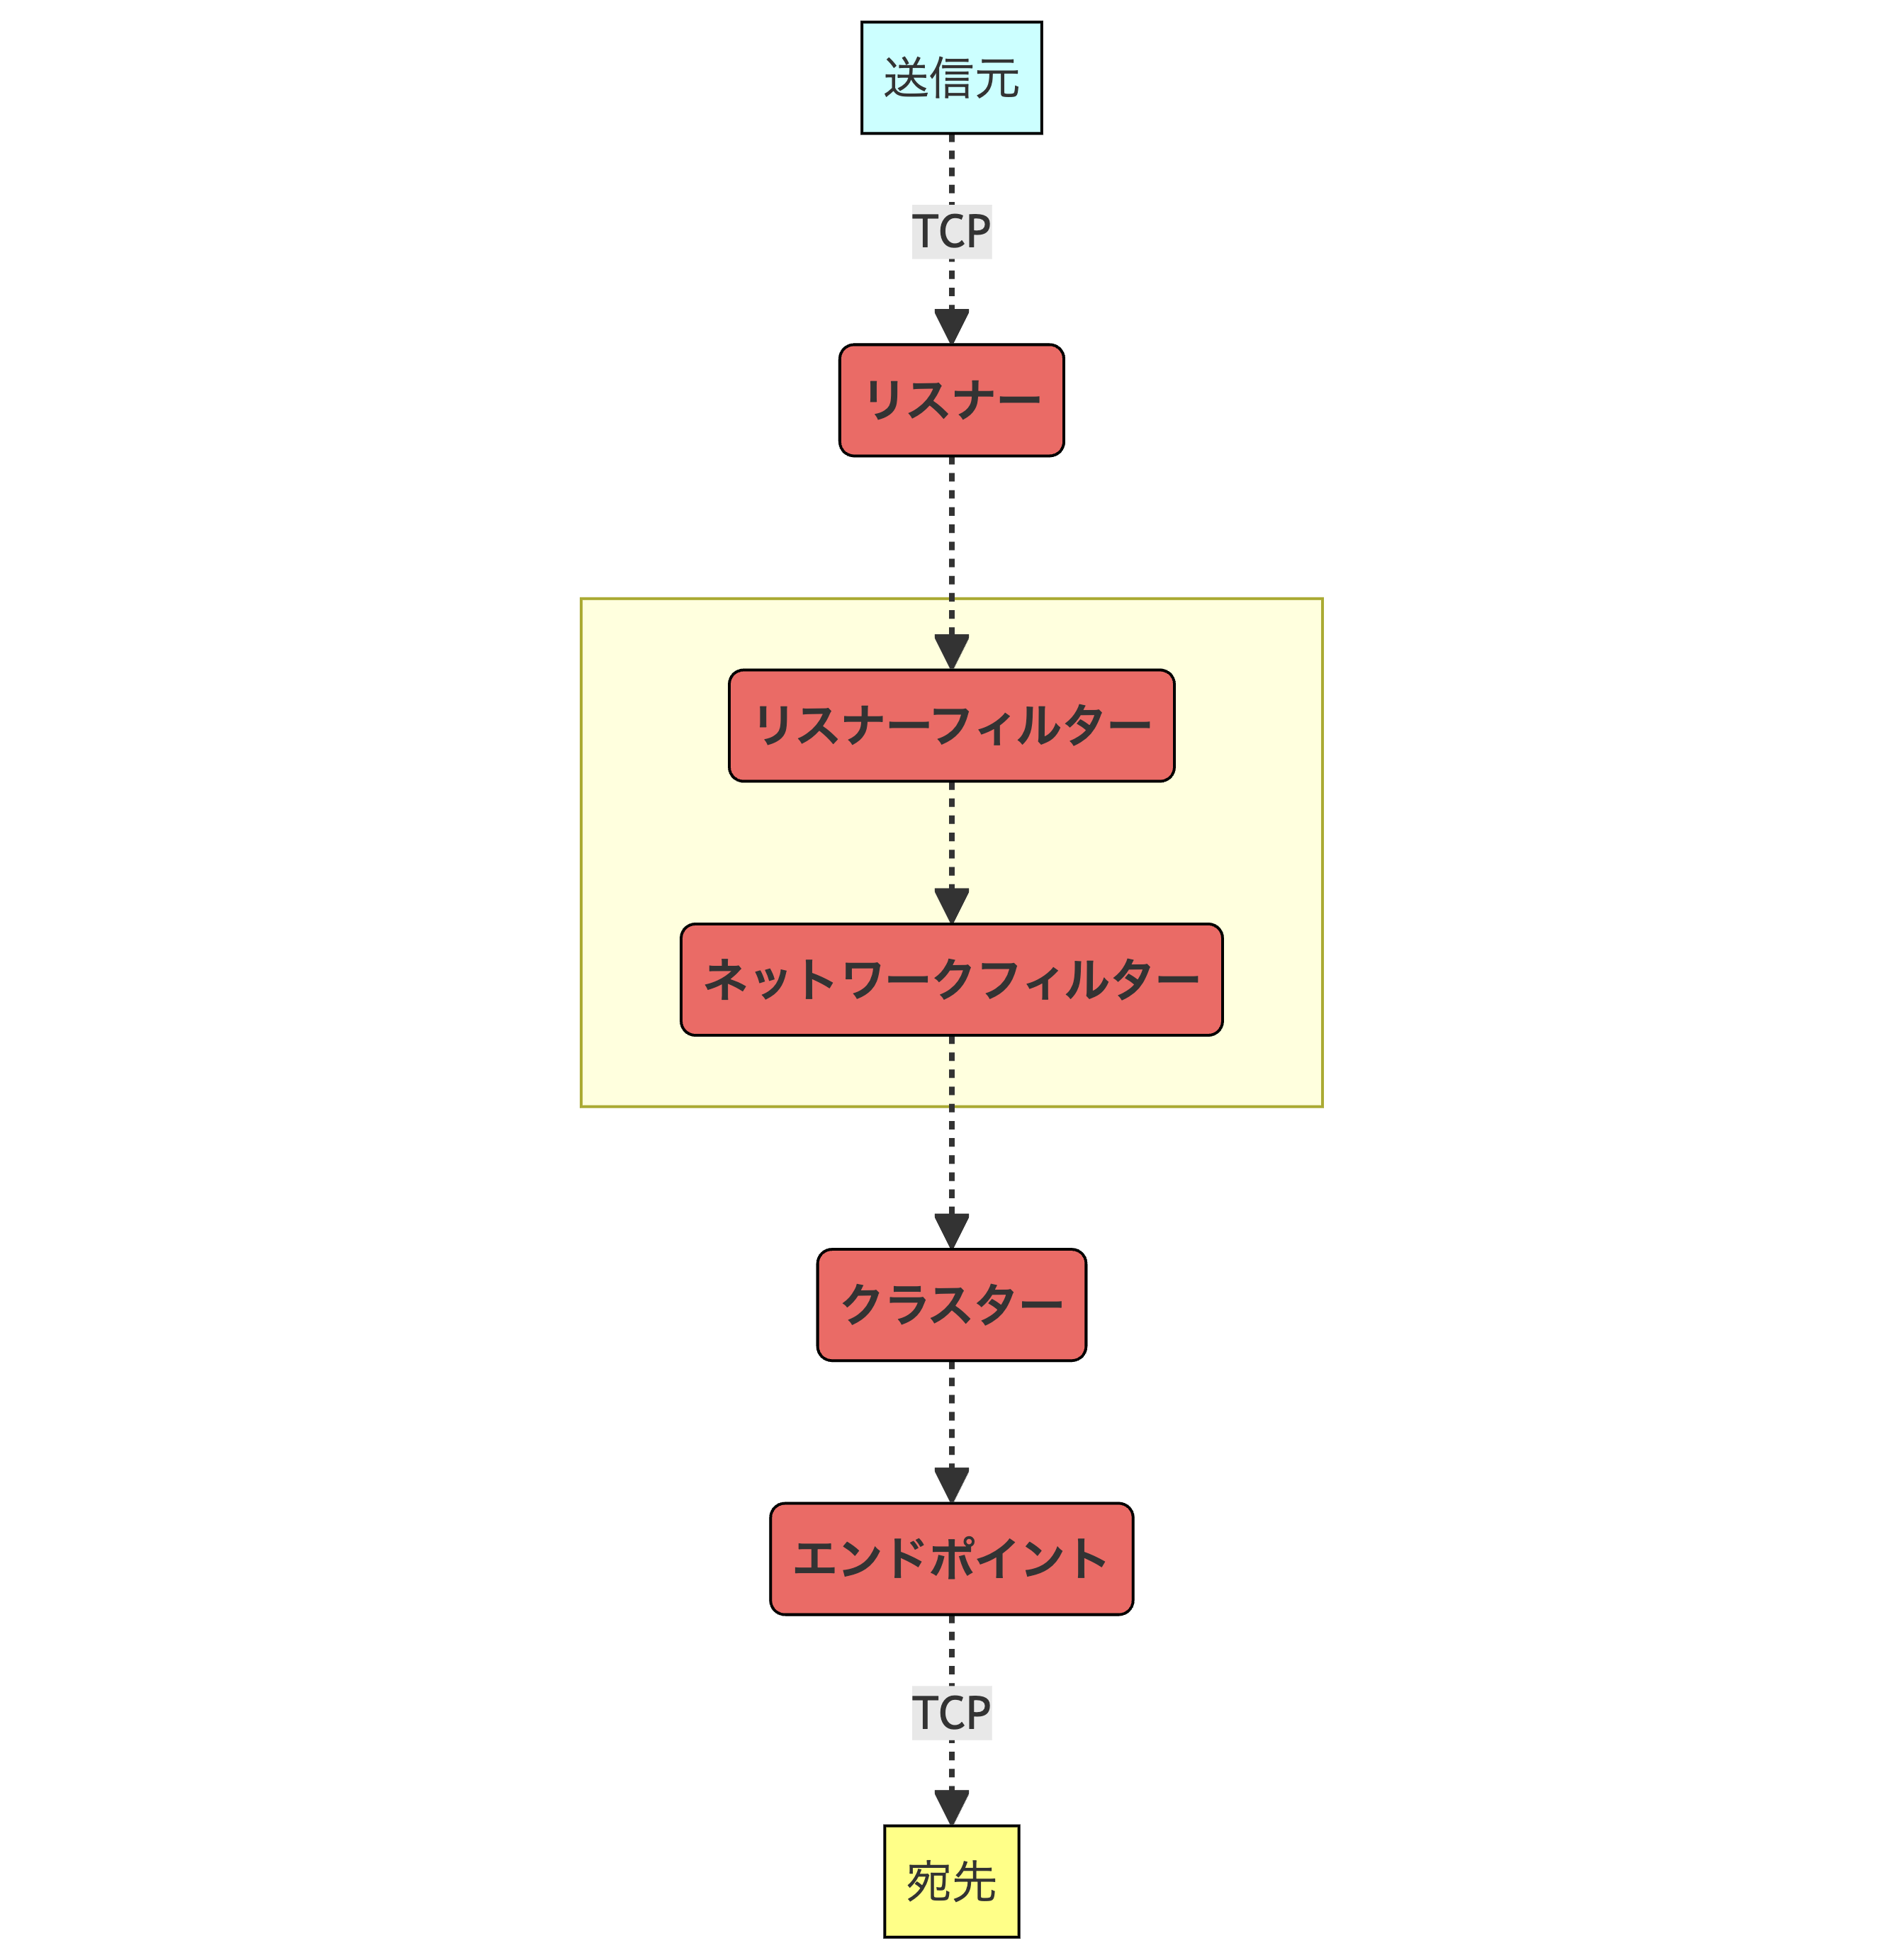 送信元
TCP
リスナー
リスナーフィルター
ネットワークフィルター
クラスター
エンドポイント
TCP
宛先